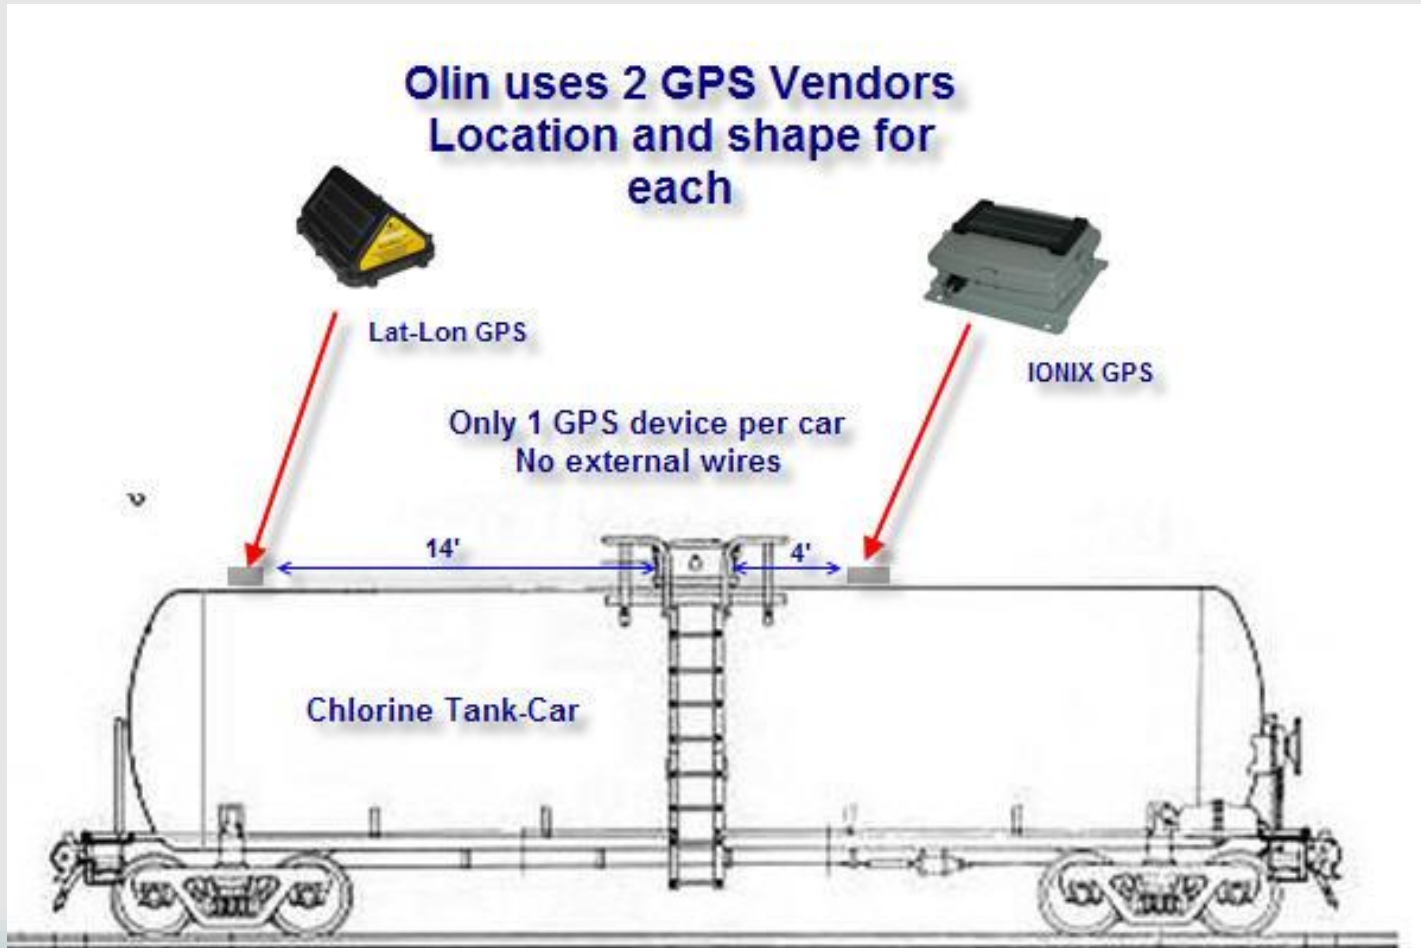 Olin uses 2 GPS Vendors
Location and shape for
each
Lat-Lon GPS
IONIX GPS
Only 1 GPS device per car
No external wires
14'
4'
Chlorine Tank-Car